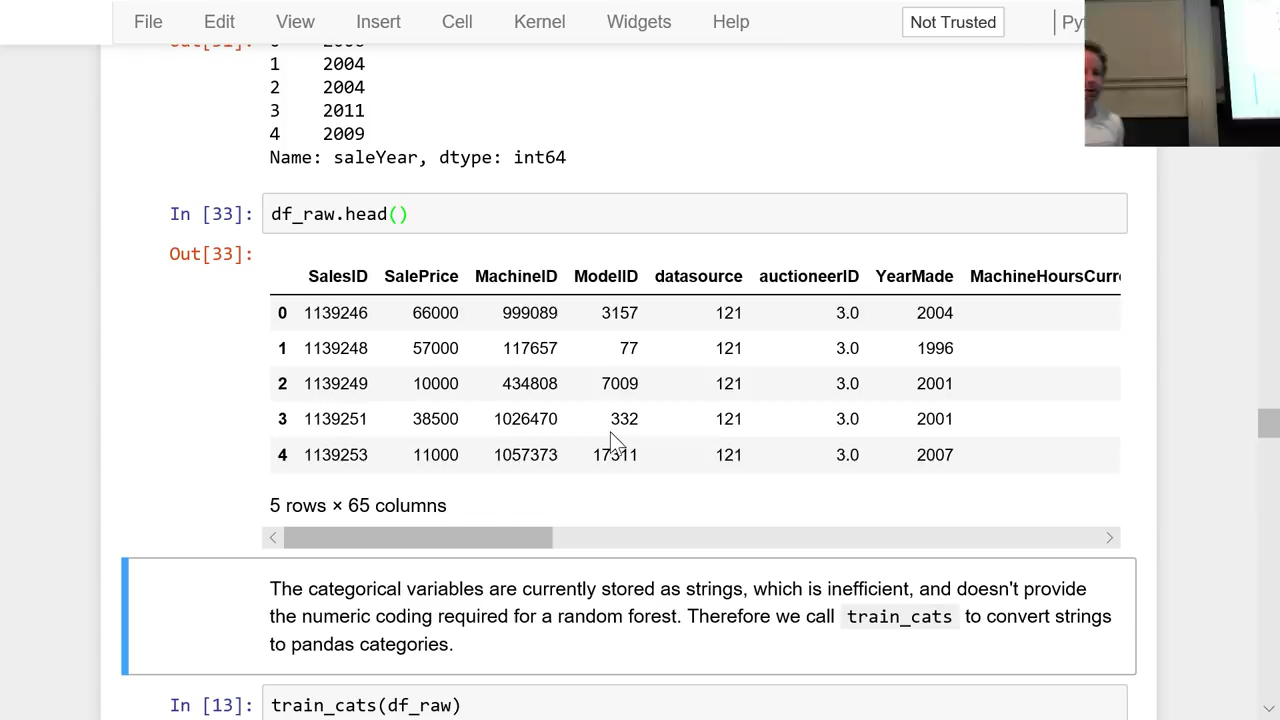 File Edit View Insert Cell Kernel Widgets Help Not Trusted
1 2004
2 2004
3 2011
4 2009
Name: saleYear, dtype: int64
In [33]: df_raw.head()
Out[33]:
SalesID SalePrice MachineID ModelID datasource auctioneerID YearMade MachineHoursCurr
0 1139246 66000 999089 3157 121 3.0 2004
1 1139248 57000 117657 77 121 3.0 1996
2 1139249 10000 434808 7009 121 3.0 2001
3 1139251 38500 1026470 332 121 3.0 2001
4 1139253 11000 1057373 17311 121 3.0 2007
5 rows × 65 columns
The categorical variables are currently stored as strings, which is inefficient, and doesn't provide
the numeric coding required for a random forest. Therefore we call train_cats to convert strings
to pandas categories.
In [13]: train_cats(df_raw)